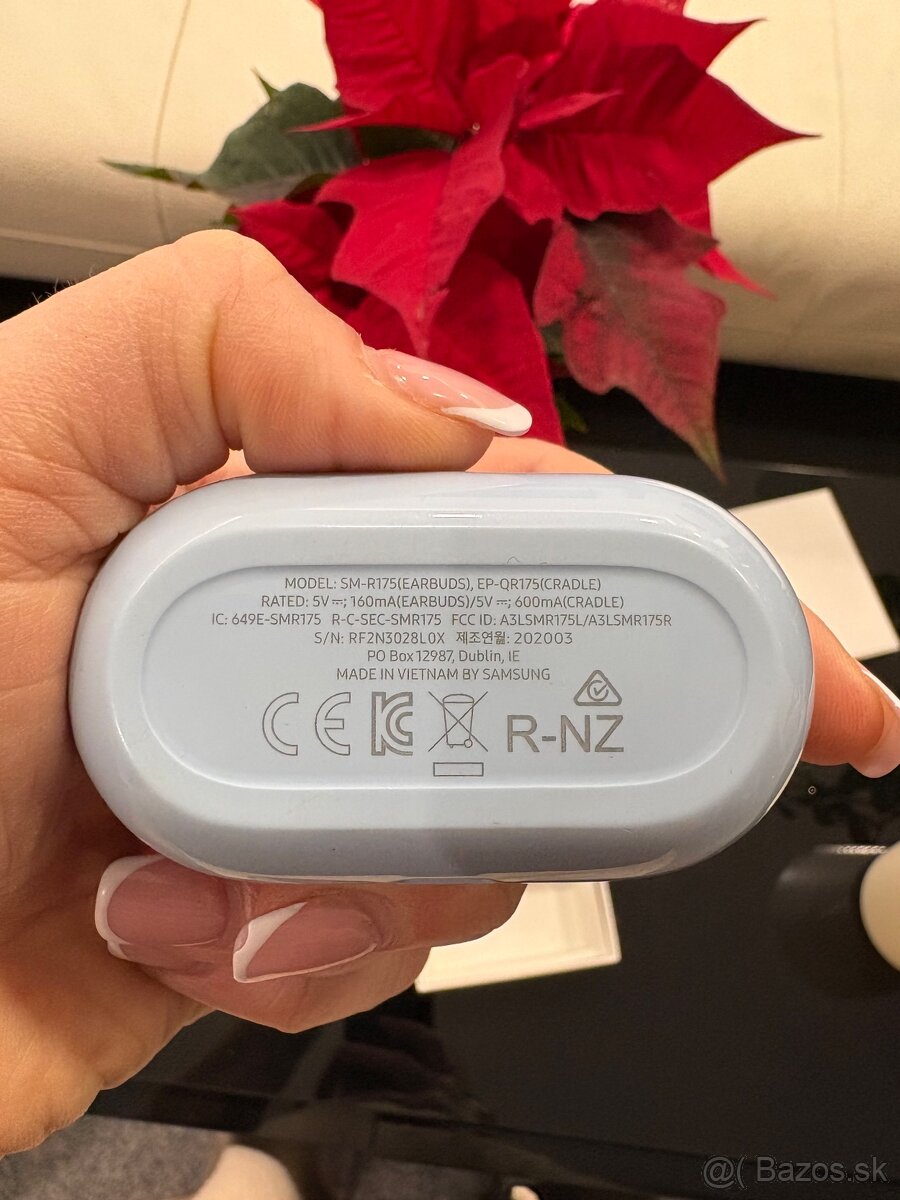 MODEL: SM-R175(EARBUDS), EP-QR175(CRADLE)
RATED: 5V⎓; 160mA(EARBUDS)/5V⎓; 600mA(CRADLE)
IC: 649E-SMR175 R-C-SEC-SMR175 FCC ID: A3LSMR175L/A3LSMR175R
S/N: RF2N3028L0X 제조연월: 202003
PO Box 12987, Dublin, IE
MADE IN VIETNAM BY SAMSUNG
CE KC R-NZ
@( Bazos.sk